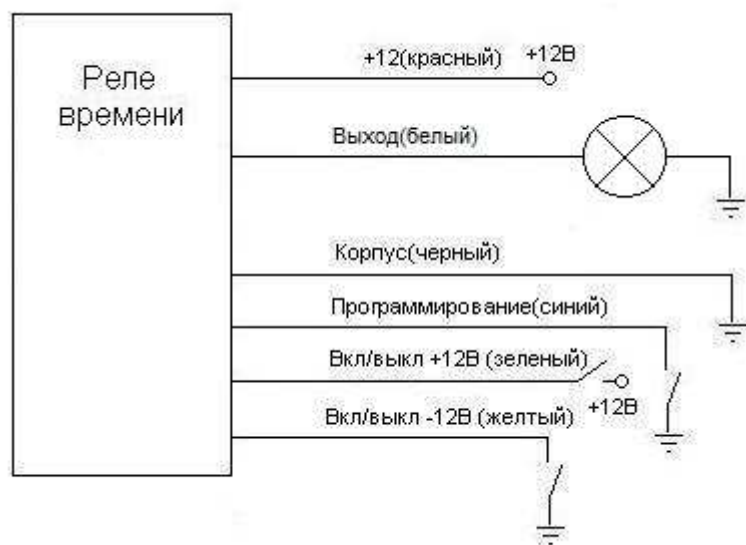 Реле
времени
+12(красный)
+12В
Выход(белый)
Корпус(черный)
Программирование(синий)
Вкл/выкл +12В (зеленый)
+12В
Вкл/выкл -12В (желтый)